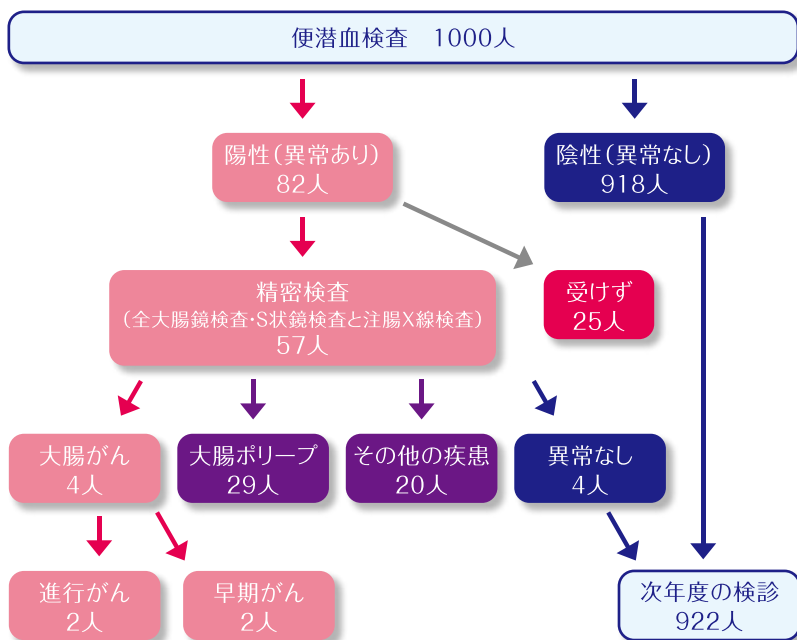 便潜血検査　1000人
陽性（異常あり）
82人
陰性（異常なし）
918人
精密検査
（全大腸鏡検査・S状鏡検査と注腸X線検査）
57人
受けず
25人
大腸がん
4人
大腸ポリープ
29人
その他の疾患
20人
異常なし
4人
進行がん
2人
早期がん
2人
次年度の検診
922人